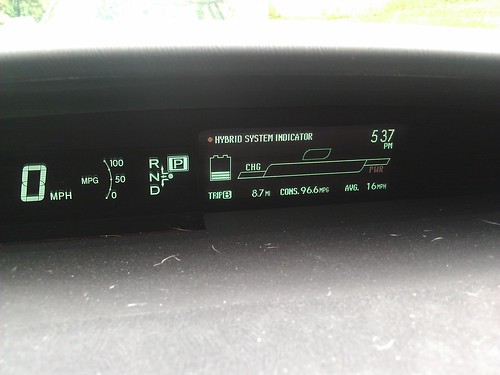 0 MPH
MPG 100 50 0
R P
N
D
HYBRID SYSTEM INDICATOR
5:37 PM
CHG
PWR
TRIP B 8.7 MI CONS. 96.6 MPG AVG. 16 MPH